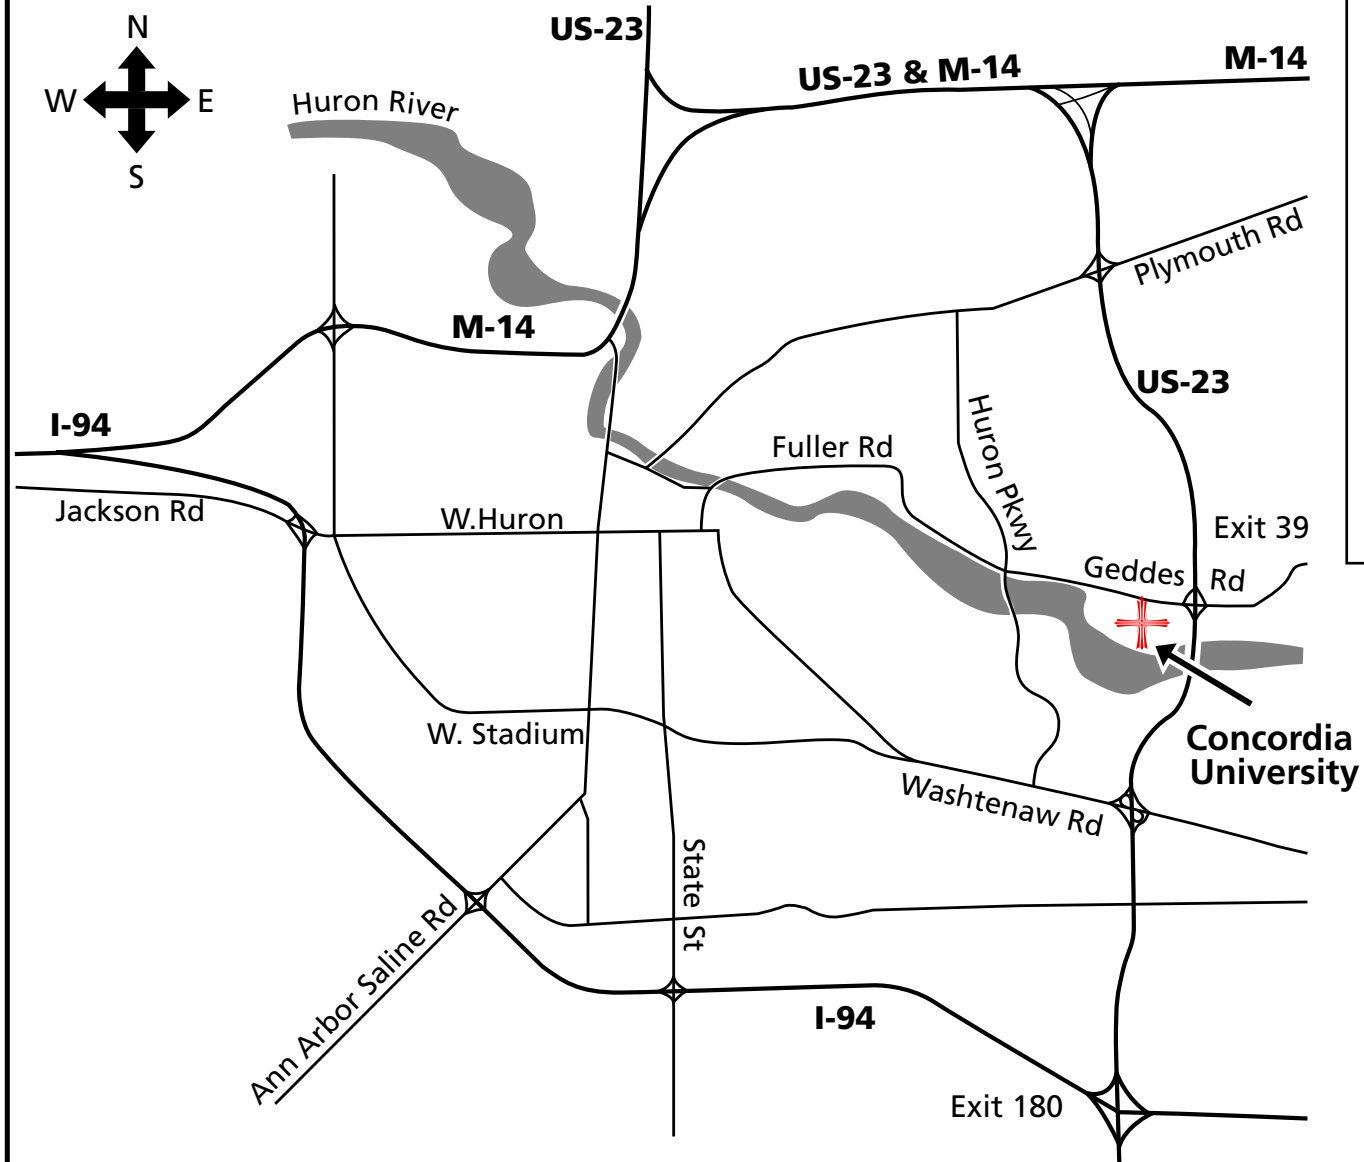 N
US-23
US-23 & M-14
M-14
W
E
Huron River
S
Plymouth Rd
M-14
US-23
I-94
Huron Pkwy
Fuller Rd
Jackson Rd
W.Huron
Exit 39
Geddes Rd
W. Stadium
Concordia
University
Washtenaw Rd
State St
Ann Arbor Saline Rd
I-94
Exit 180